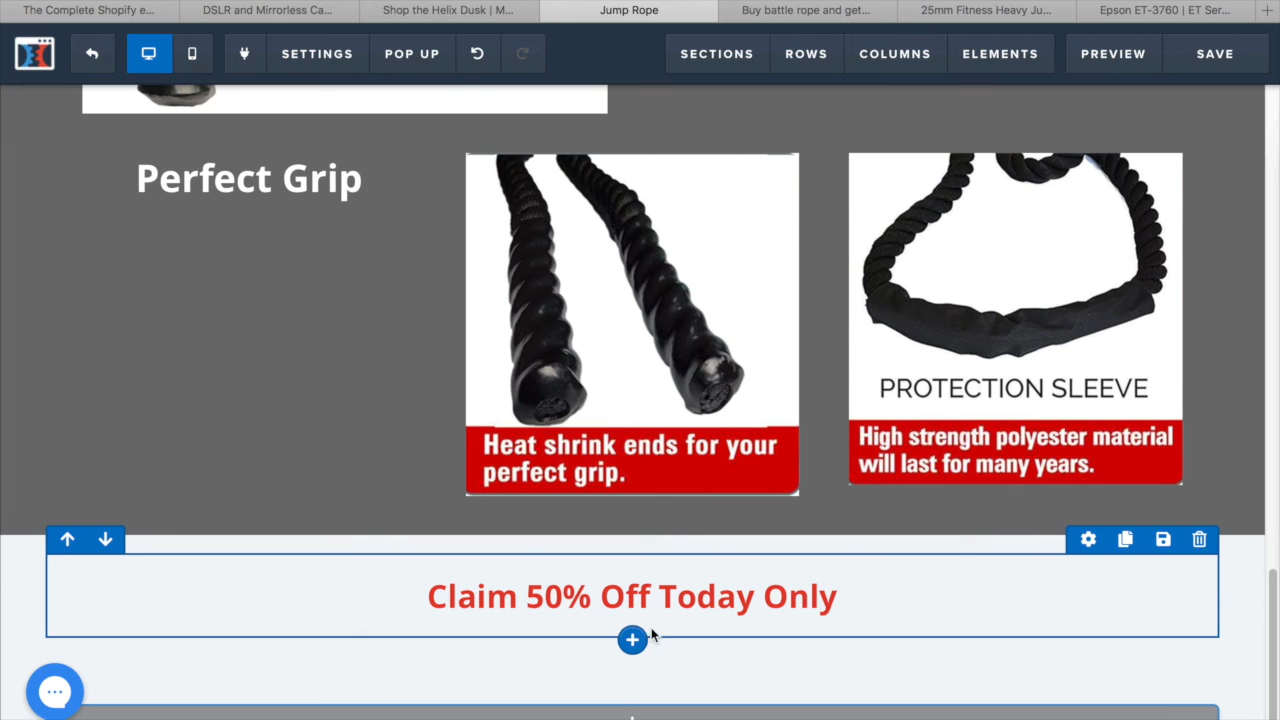 The Complete Shopify e...
DSLR and Mirrorless Ca...
Shop the Helix Dusk | M...
Jump Rope
Buy battle rope and get...
25mm Fitness Heavy Ju...
Epson ET-3760 | ET Ser...
SETTINGS
POP UP
SECTIONS
ROWS
COLUMNS
ELEMENTS
PREVIEW
SAVE
Perfect Grip
Heat shrink ends for your
perfect grip.
PROTECTION SLEEVE
High strength polyester material
will last for many years.
Claim 50% Off Today Only